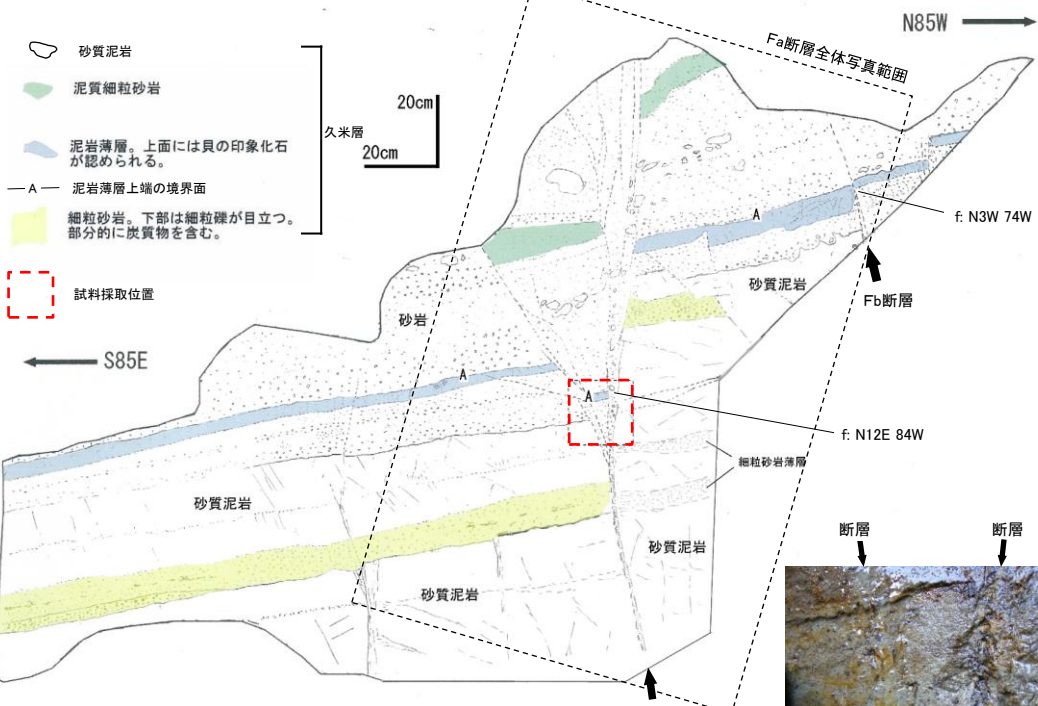 N85W
Fa断層全体写真範囲
砂質泥岩
泥質細粒砂岩
泥岩薄層。上面には貝の印象化石
が認められる。
A 泥岩薄層上端の境界面
細粒砂岩。下部は細粒礫が目立つ。
部分的に炭質物を含む。
試料採取位置
久米層
20cm
20cm
S85E
砂岩
A
A
A
f: N3W 74W
砂質泥岩
Fb断層
f: N12E 84W
細粒砂岩薄層
砂質泥岩
砂質泥岩
砂質泥岩
断層
断層